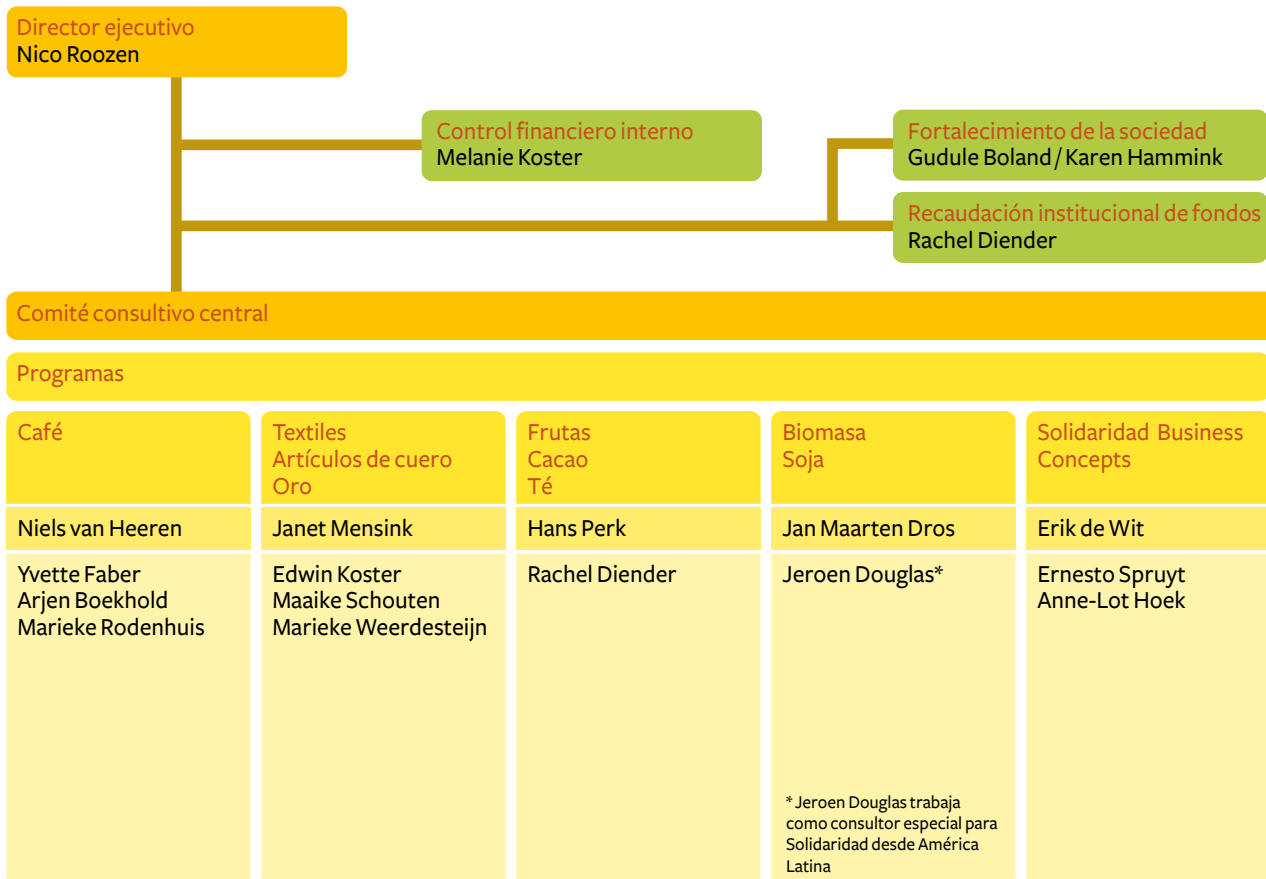 Director ejecutivo
Nico Roozen
Control financiero interno
Melanie Koster
Fortalecimiento de la sociedad
Gudule Boland / Karen Hammink
Recaudación institucional de fondos
Rachel Diender
Comité consultivo central
Programas
Café
Niels van Heeren
Yvette Faber
Arjen Boekhold
Marieke Rodenhuis
Textiles
Artículos de cuero
Oro
Janet Mensink
Edwin Koster
Maaike Schouten
Marieke Weerdesteijn
Frutas
Cacao
Té
Hans Perk
Rachel Diender
Biomasa
Soja
Jan Maarten Dros
Jeroen Douglas*
* Jeroen Douglas trabaja
como consultor especial para
Solidaridad desde América
Latina
Solidaridad Business
Concepts
Erik de Wit
Ernesto Spruyt
Anne-Lot Hoek